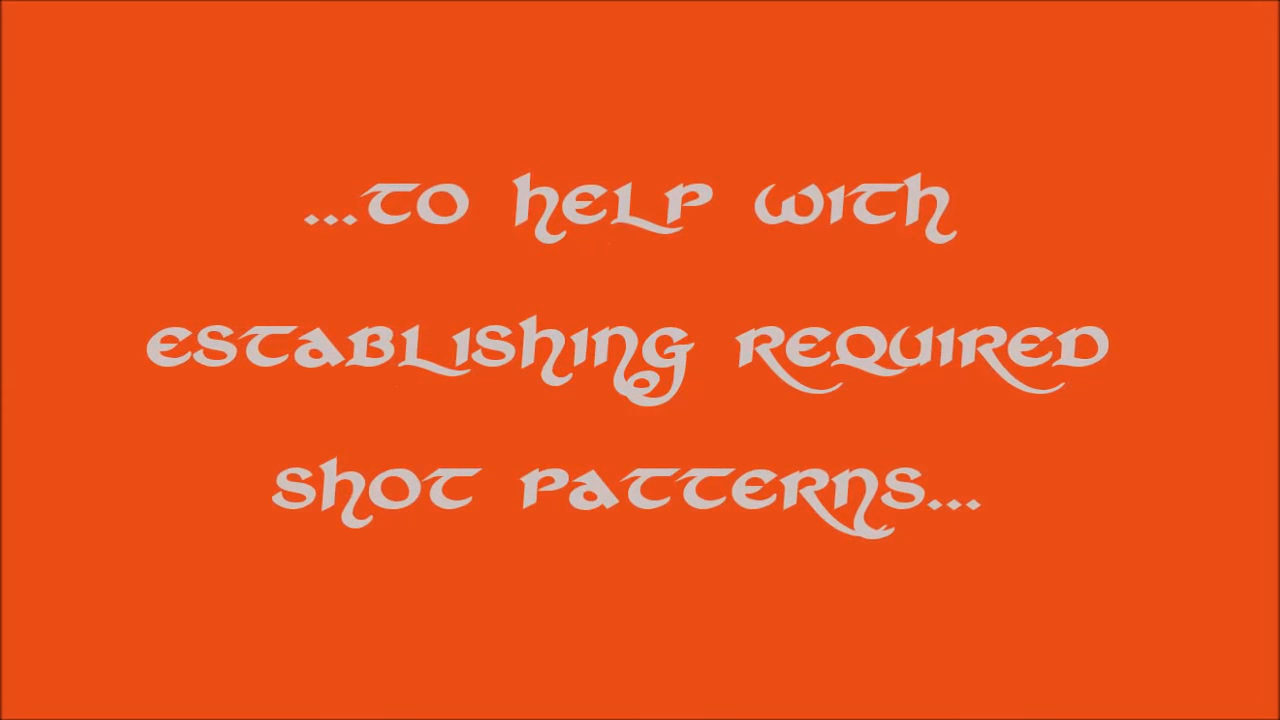 ...to help with
establishing required
shot patterns...